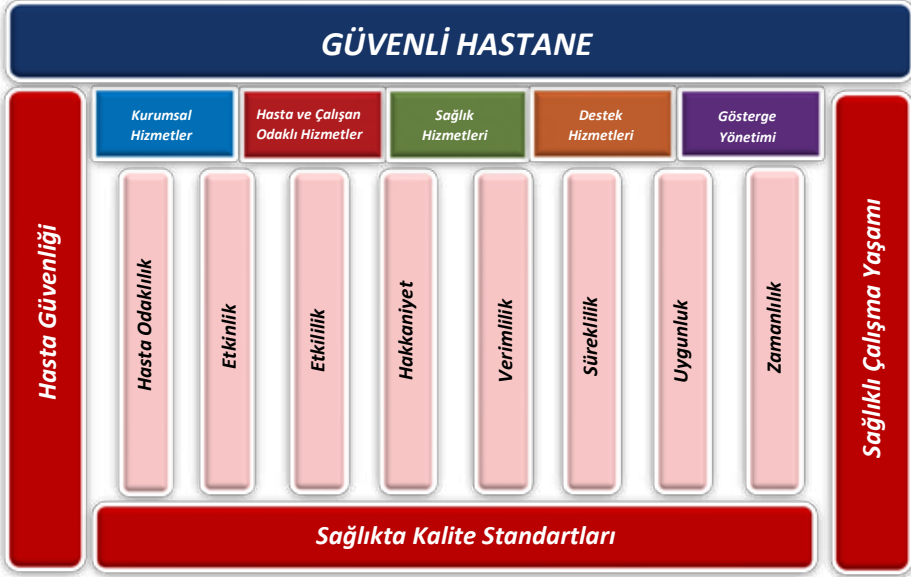 GÜVENLİ HASTANE
Kurumsal
Hizmetler
Hasta ve Çalışan
Odaklı Hizmetler
Sağlık
Hizmetleri
Destek
Hizmetleri
Gösterge
Yönetimi
Hasta Güvenliği
Hasta Odaklılık
Etkinlik
Etkililik
Hakkaniyet
Verimlilik
Süreklilik
Uygunluk
Zamanlılık
Sağlıklı Çalışma Yaşamı
Sağlıkta Kalite Standartları